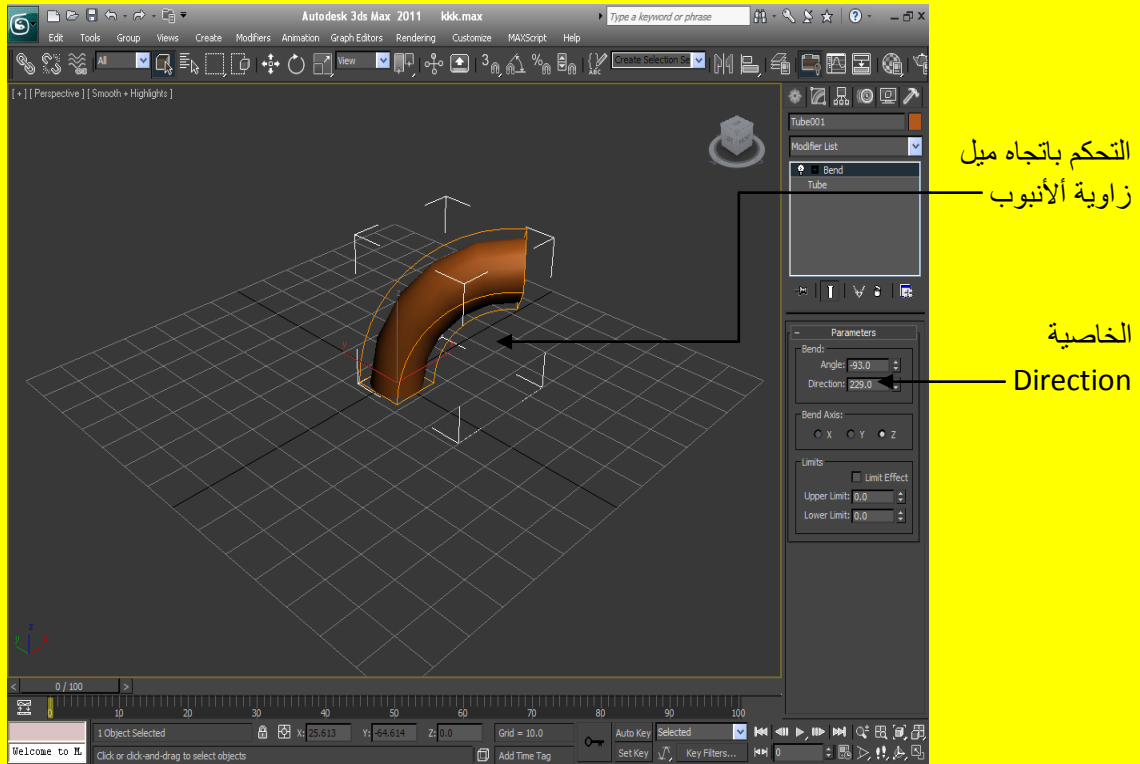 Autodesk 3ds Max 2011 kkk.max
Type a keyword or phrase
Edit Tools Group Views Create Modifiers Animation Graph Editors Rendering Customize MAXScript Help
All
View
3
%
ABC
Create Selection Se
[ + ] [ Perspective ] [ Smooth + Highlights ]
Tube001
Modifier List
Bend
Tube
التحكم باتجاه ميل
زاوية ألأنبوب
Parameters
Bend:
Angle: -93.0
Direction: 229.0
الخاصية
Direction
Bend Axis:
X Y Z
Limits
Limit Effect
Upper Limit: 0.0
Lower Limit: 0.0
z
y x
0 / 100
0 10 20 30 40 50 60 70 80 90 100
1 Object Selected
X: 25.613 Y: -64.614 Z: 0.0
Grid = 10.0
Auto Key Selected
Welcome to M
Click or click-and-drag to select objects
Add Time Tag
Set Key Key Filters...
0